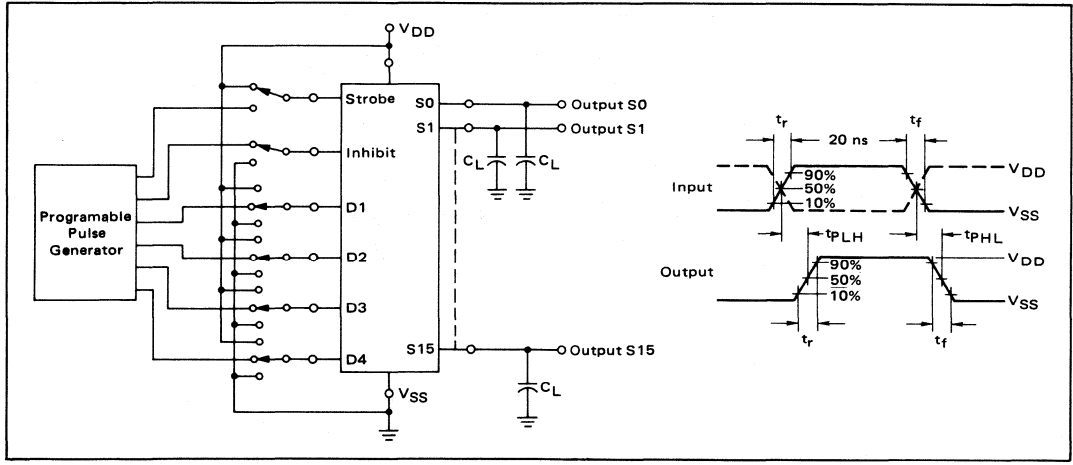 VDD
Strobe
Inhibit
D1
D2
D3
D4
S0
S1
S15
VSS
Programable
Pulse
Generator
Output S0
Output S1
CL
CL
Output S15
CL
tr
tf
20 ns
Input
90%
50%
10%
VDD
VSS
tPLH
tPHL
Output
90%
50%
10%
VDD
VSS
tr
tf